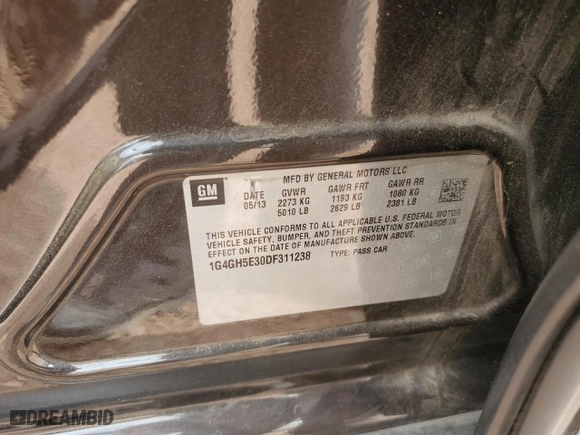 MFD BY GENERAL MOTORS LLC
GM
DATE GVWR GAWR FRT GAWR RR
05/13 2273 KG 1193 KG 1080 KG
5010 LB 2629 LB 2381 LB
THIS VEHICLE CONFORMS TO ALL APPLICABLE U.S. FEDERAL MOTOR
VEHICLE SAFETY, BUMPER, AND THEFT PREVENTION STANDARDS IN
EFFECT ON THE DATE OF MANUFACTURE SHOWN ABOVE.
1G4GH5E30DF311238 TYPE: PASS CAR
DREAMBID